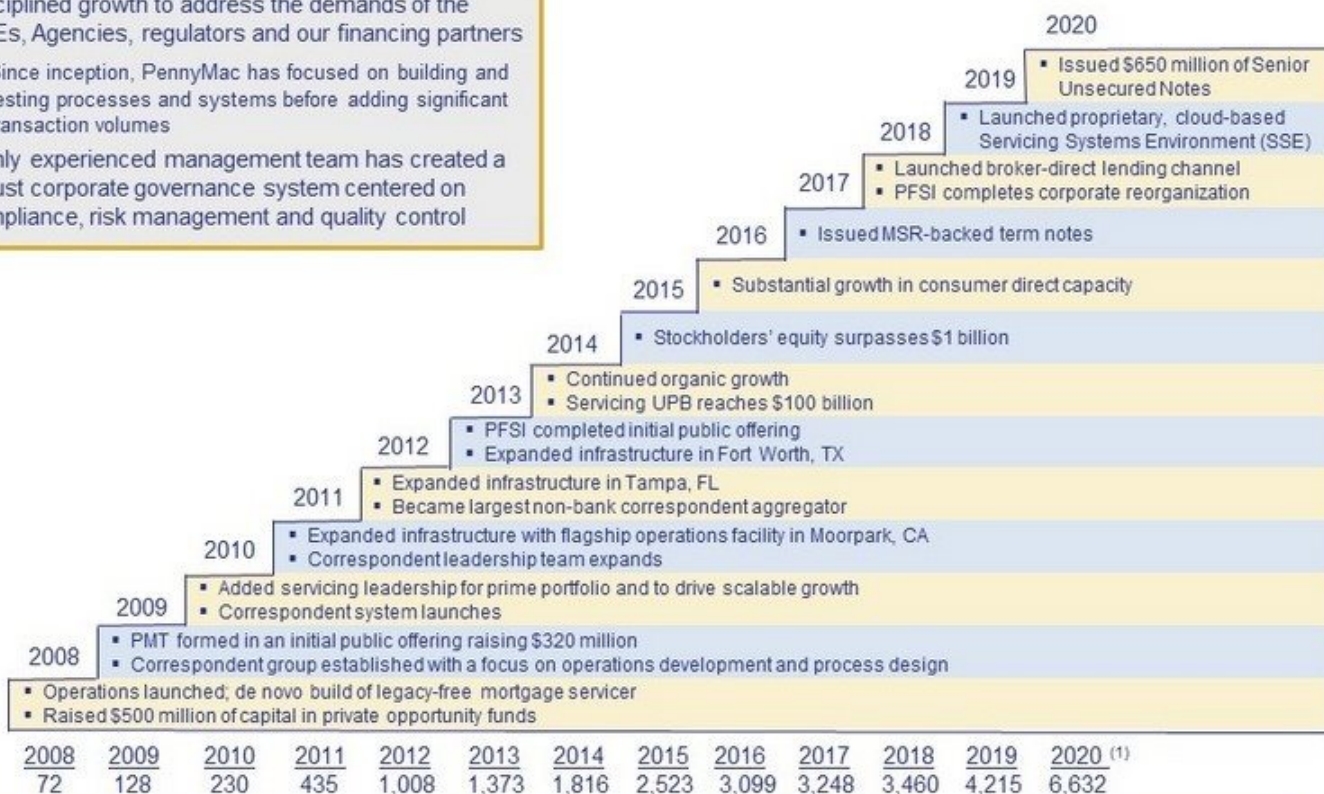 ciplined growth to address the demands of the
Es, Agencies, regulators and our financing partners
ince inception, PennyMac has focused on building and
esting processes and systems before adding significant
ransaction volumes
ly experienced management team has created a
ust corporate governance system centered on
mpliance, risk management and quality control
2020
▪ Issued $650 million of Senior
Unsecured Notes
2019
▪ Launched proprietary, cloud-based
Servicing Systems Environment (SSE)
2018
▪ Launched broker-direct lending channel
▪ PFSI completes corporate reorganization
2017
▪ Issued MSR-backed term notes
2016
▪ Substantial growth in consumer direct capacity
2015
▪ Stockholders' equity surpasses $1 billion
2014
▪ Continued organic growth
▪ Servicing UPB reaches $100 billion
2013
▪ PFSI completed initial public offering
▪ Expanded infrastructure in Fort Worth, TX
2012
▪ Expanded infrastructure in Tampa, FL
▪ Became largest non-bank correspondent aggregator
2011
▪ Expanded infrastructure with flagship operations facility in Moorpark, CA
▪ Correspondent leadership team expands
2010
▪ Added servicing leadership for prime portfolio and to drive scalable growth
▪ Correspondent system launches
2009
▪ PMT formed in an initial public offering raising $320 million
▪ Correspondent group established with a focus on operations development and process design
2008
▪ Operations launched; de novo build of legacy-free mortgage servicer
▪ Raised $500 million of capital in private opportunity funds
2008 2009 2010 2011 2012 2013 2014 2015 2016 2017 2018 2019 2020 (1)
72 128 230 435 1,008 1,373 1,816 2,523 3,099 3,248 3,460 4,215 6,632